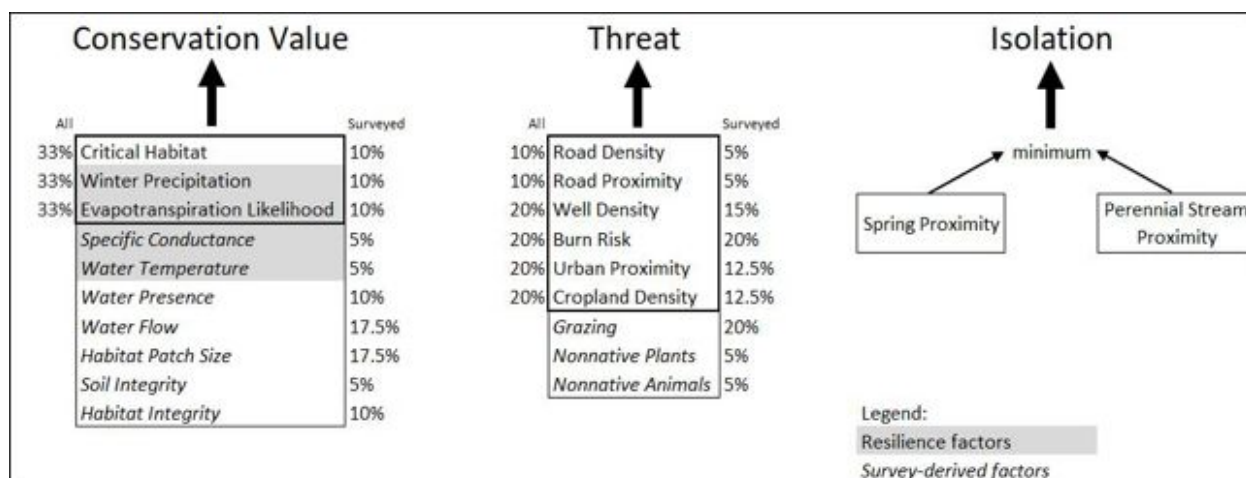 Conservation Value
Threat
Isolation
All Surveyed
33% Critical Habitat 10%
33% Winter Precipitation 10%
33% Evapotranspiration Likelihood 10%
Specific Conductance 5%
Water Temperature 5%
Water Presence 10%
Water Flow 17.5%
Habitat Patch Size 17.5%
Soil Integrity 5%
Habitat Integrity 10%
All Surveyed
10% Road Density 5%
10% Road Proximity 5%
20% Well Density 15%
20% Burn Risk 20%
20% Urban Proximity 12.5%
20% Cropland Density 12.5%
Grazing 20%
Nonnative Plants 5%
Nonnative Animals 5%
minimum
Spring Proximity
Perennial Stream
Proximity
Legend:
Resilience factors
Survey-derived factors